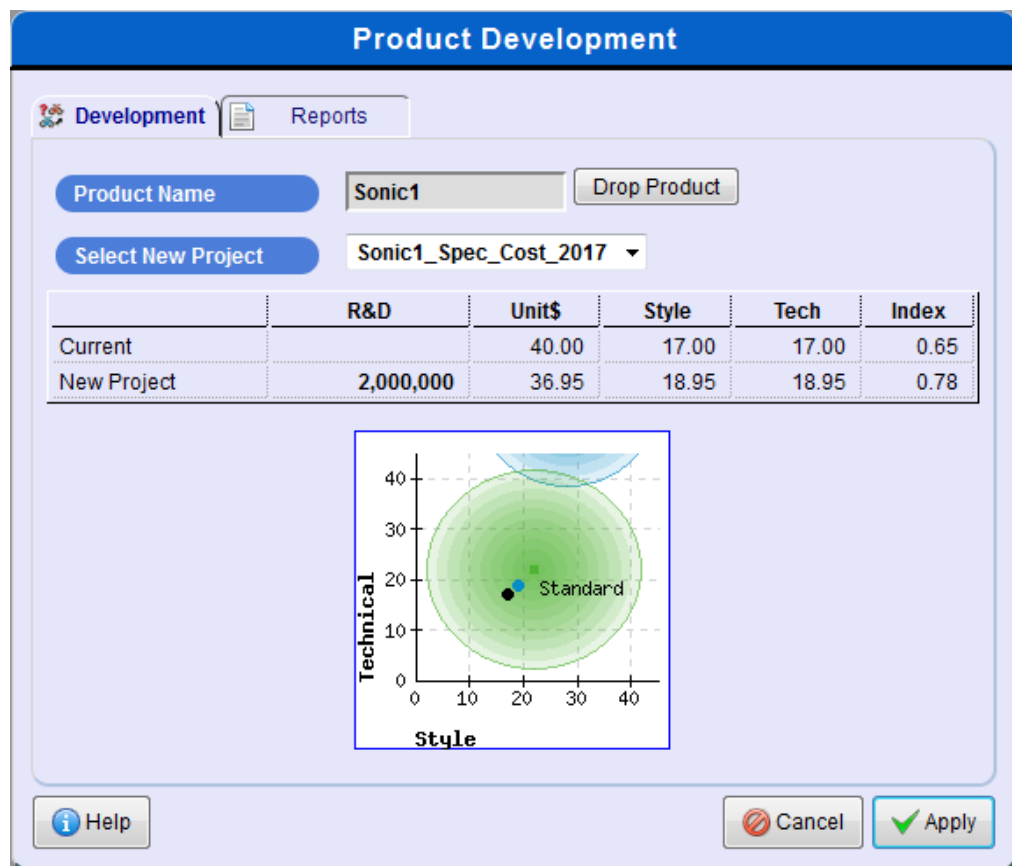 Product Development
Development Reports
Product Name Sonic1 Drop Product
Select New Project Sonic1_Spec_Cost_2017
R&D Unit$ Style Tech Index
Current 40.00 17.00 17.00 0.65
New Project 2,000,000 36.95 18.95 18.95 0.78
40
30
20
10
0
Technical
Standard
0 10 20 30 40
Style
Help Cancel Apply